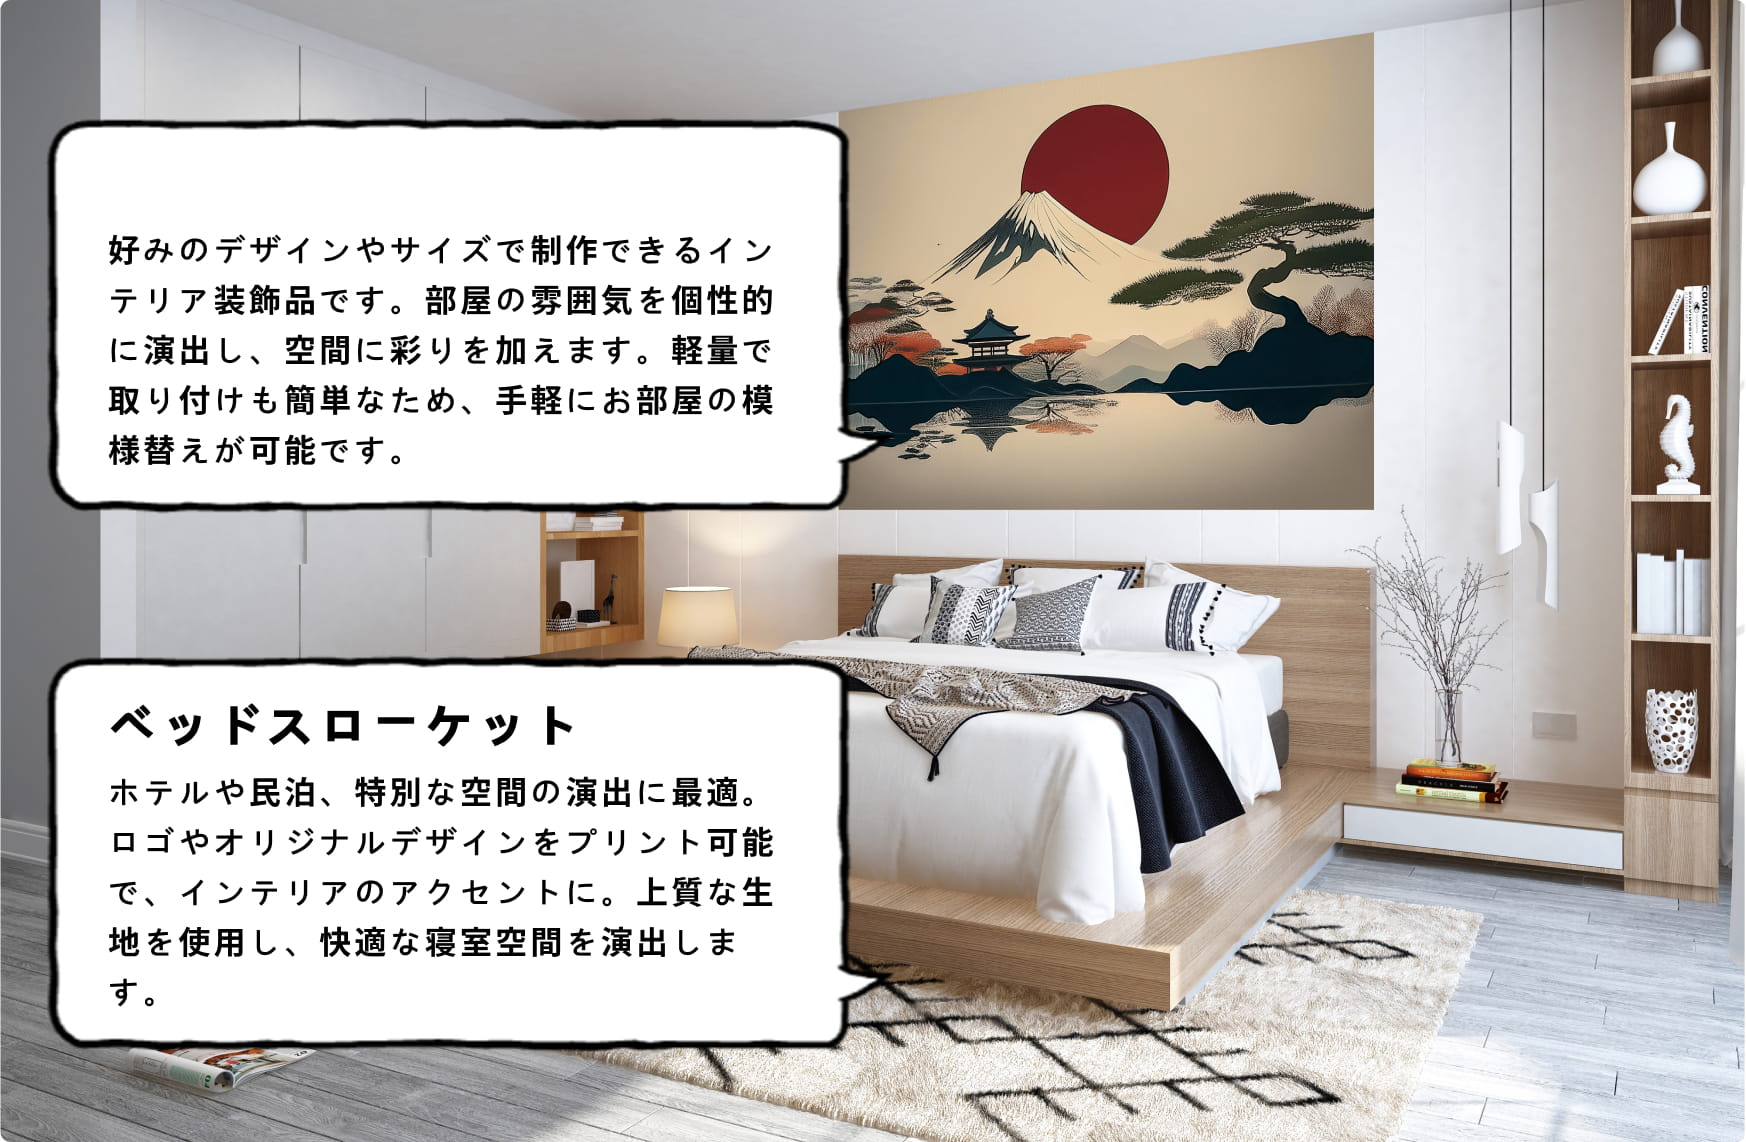 好みのデザインやサイズで制作できるイン
テリア装飾品です。部屋の雰囲気を個性的
に演出し、空間に彩りを加えます。軽量で
取り付けも簡単なため、手軽にお部屋の模
様替えが可能です。
ベッドスローケット
ホテルや民泊、特別な空間の演出に最適。
ロゴやオリジナルデザインをプリント可能
で、インテリアのアクセントに。上質な生
地を使用し、快適な寝室空間を演出しま
す。